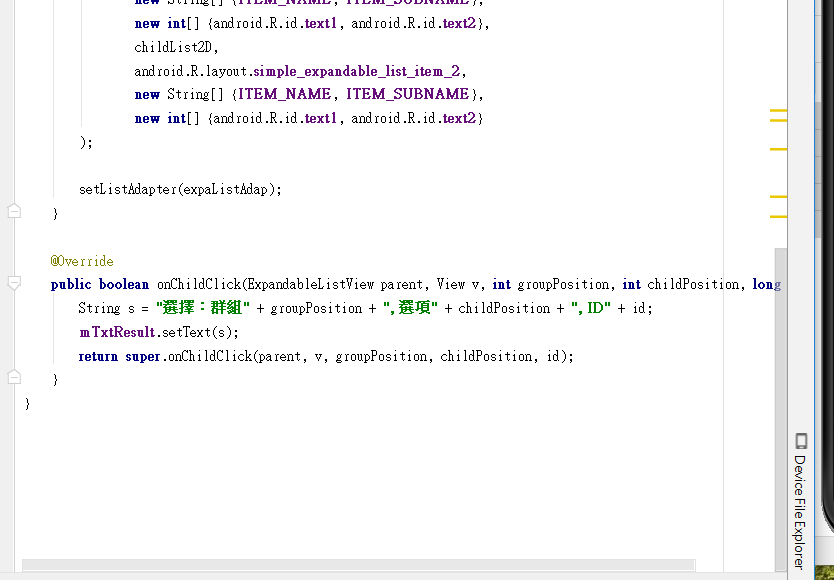 new String[] {ITEM_NAME, ITEM_SUBNAME},
new int[] {android.R.id.text1, android.R.id.text2},
childList2D,
android.R.layout.simple_expandable_list_item_2,
new String[] {ITEM_NAME, ITEM_SUBNAME},
new int[] {android.R.id.text1, android.R.id.text2}
);
setListAdapter(expaListAdap);
}
@Override
public boolean onChildClick(ExpandableListView parent, View v, int groupPosition, int childPosition, long
String s = "選擇：群組" + groupPosition + ", 選項" + childPosition + ", ID" + id;
mTxtResult.setText(s);
return super.onChildClick(parent, v, groupPosition, childPosition, id);
}
}
Device File Explorer